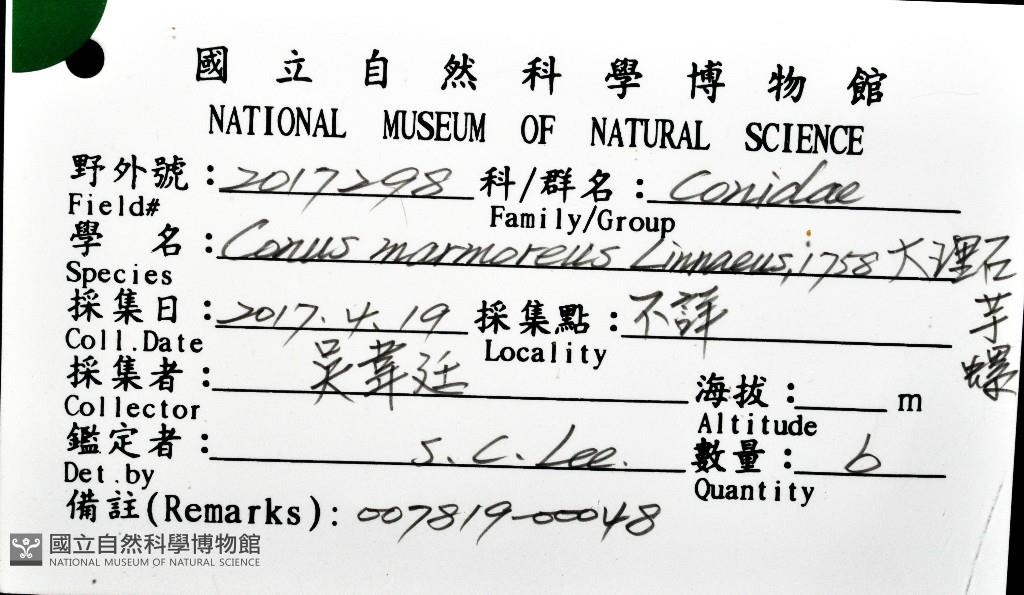 國立自然科學博物館
NATIONAL MUSEUM OF NATURAL SCIENCE
野外號:2017298 科/群名:Conidae
Field# Family/Group
學 名:Conus marmoreus Linnaeus, 1758 大理石芋螺
Species
採集日:2017.4.19 採集點:不詳
Coll.Date Locality
採集者:吳葦廷 海拔: m
Collector Altitude
鑑定者:S.C.Lee. 數量:6
Det.by Quantity
備註(Remarks):007819-00048
國立自然科學博物館
NATIONAL MUSEUM OF NATURAL SCIENCE